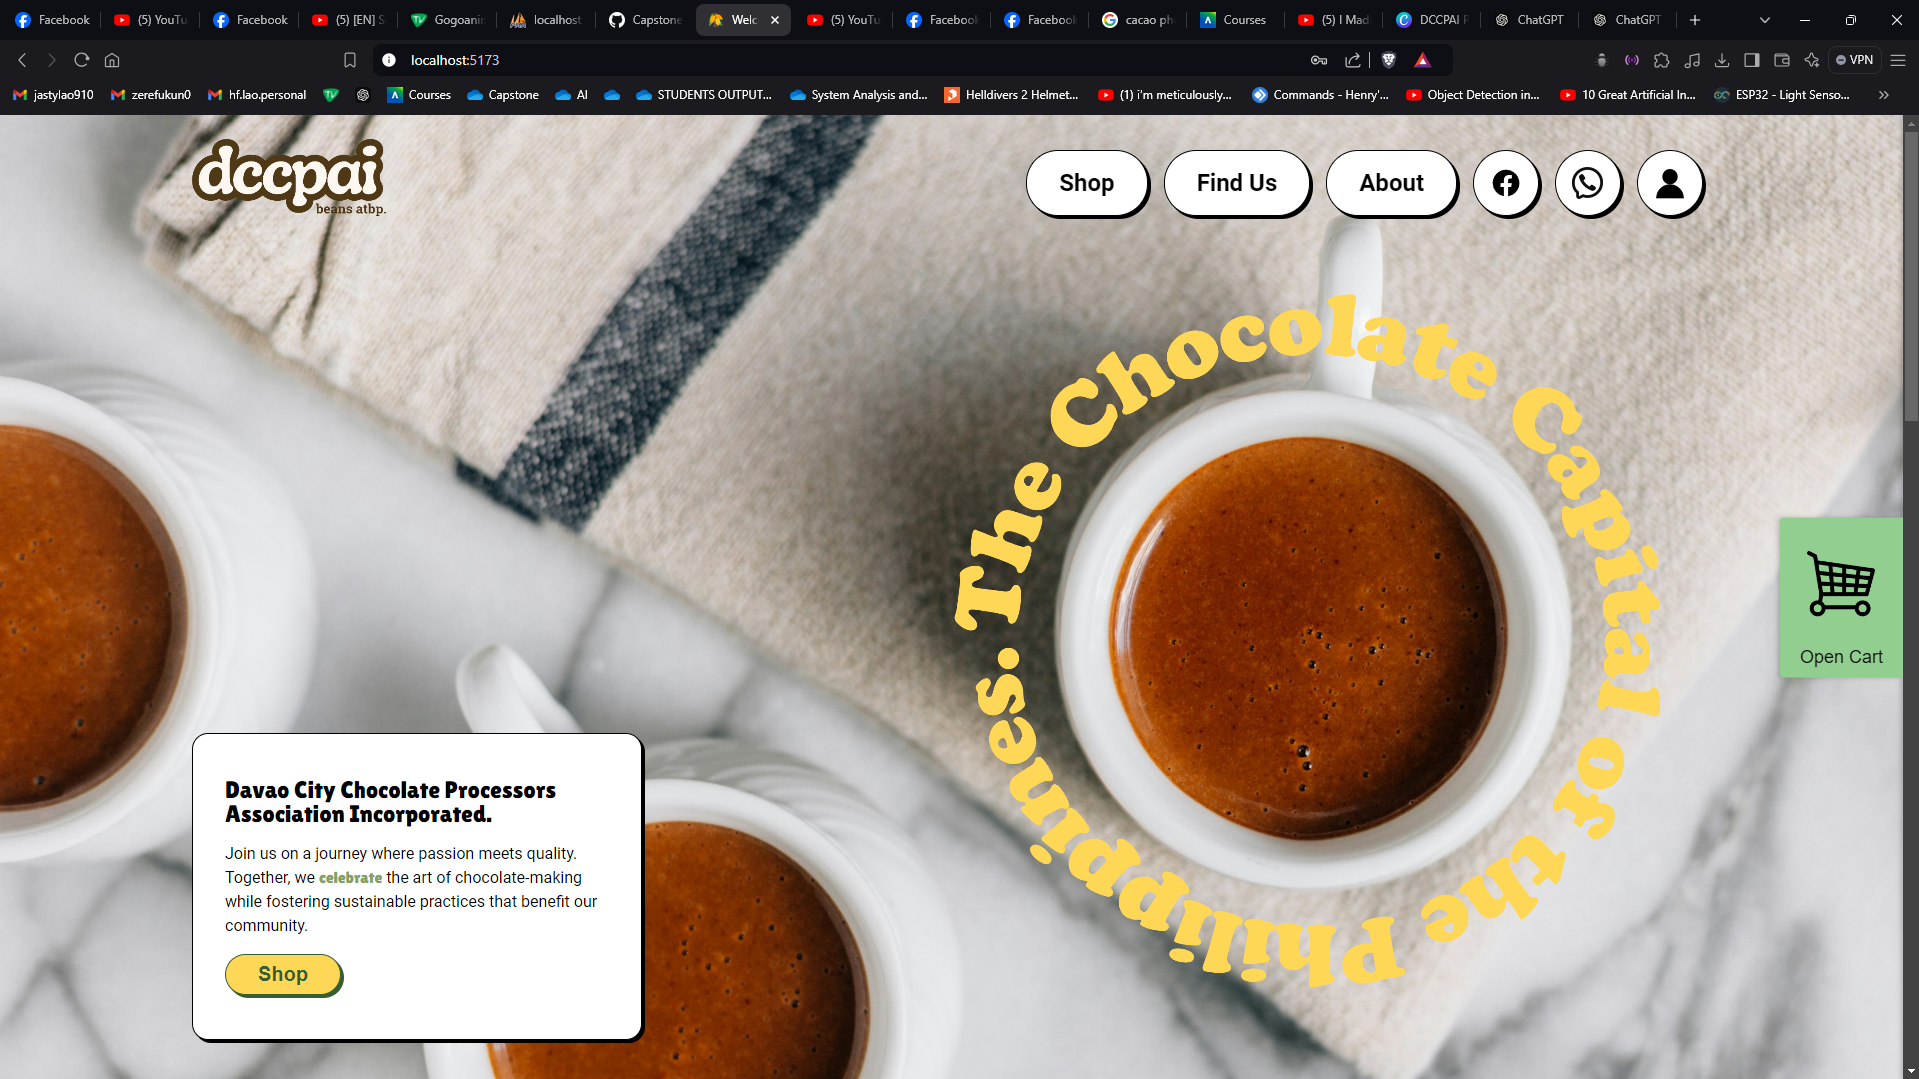 Facebook
(5) YouTu
Facebook
(5) [EN] S
Gogoanin
localhost
Capstone
Welc
(5) YouTu
Facebook
Facebook
cacao ph
Courses
(5) I Mad
DCCPAI P
ChatGPT
ChatGPT
localhost:5173
VPN
jastylao910
zerefukun0
hf.lao.personal
Courses
Capstone
AI
STUDENTS OUTPUT...
System Analysis and...
Helldivers 2 Helmet...
(1) i'm meticulously...
Commands - Henry'...
Object Detection in...
10 Great Artificial In...
ESP32 - Light Senso...
dccpai
beans atbp.
Shop
Find Us
About
The Chocolate Capital of the Philippines.
Open Cart
Davao City Chocolate Processors
Association Incorporated.
Join us on a journey where passion meets quality.
Together, we celebrate the art of chocolate-making
while fostering sustainable practices that benefit our
community.
Shop